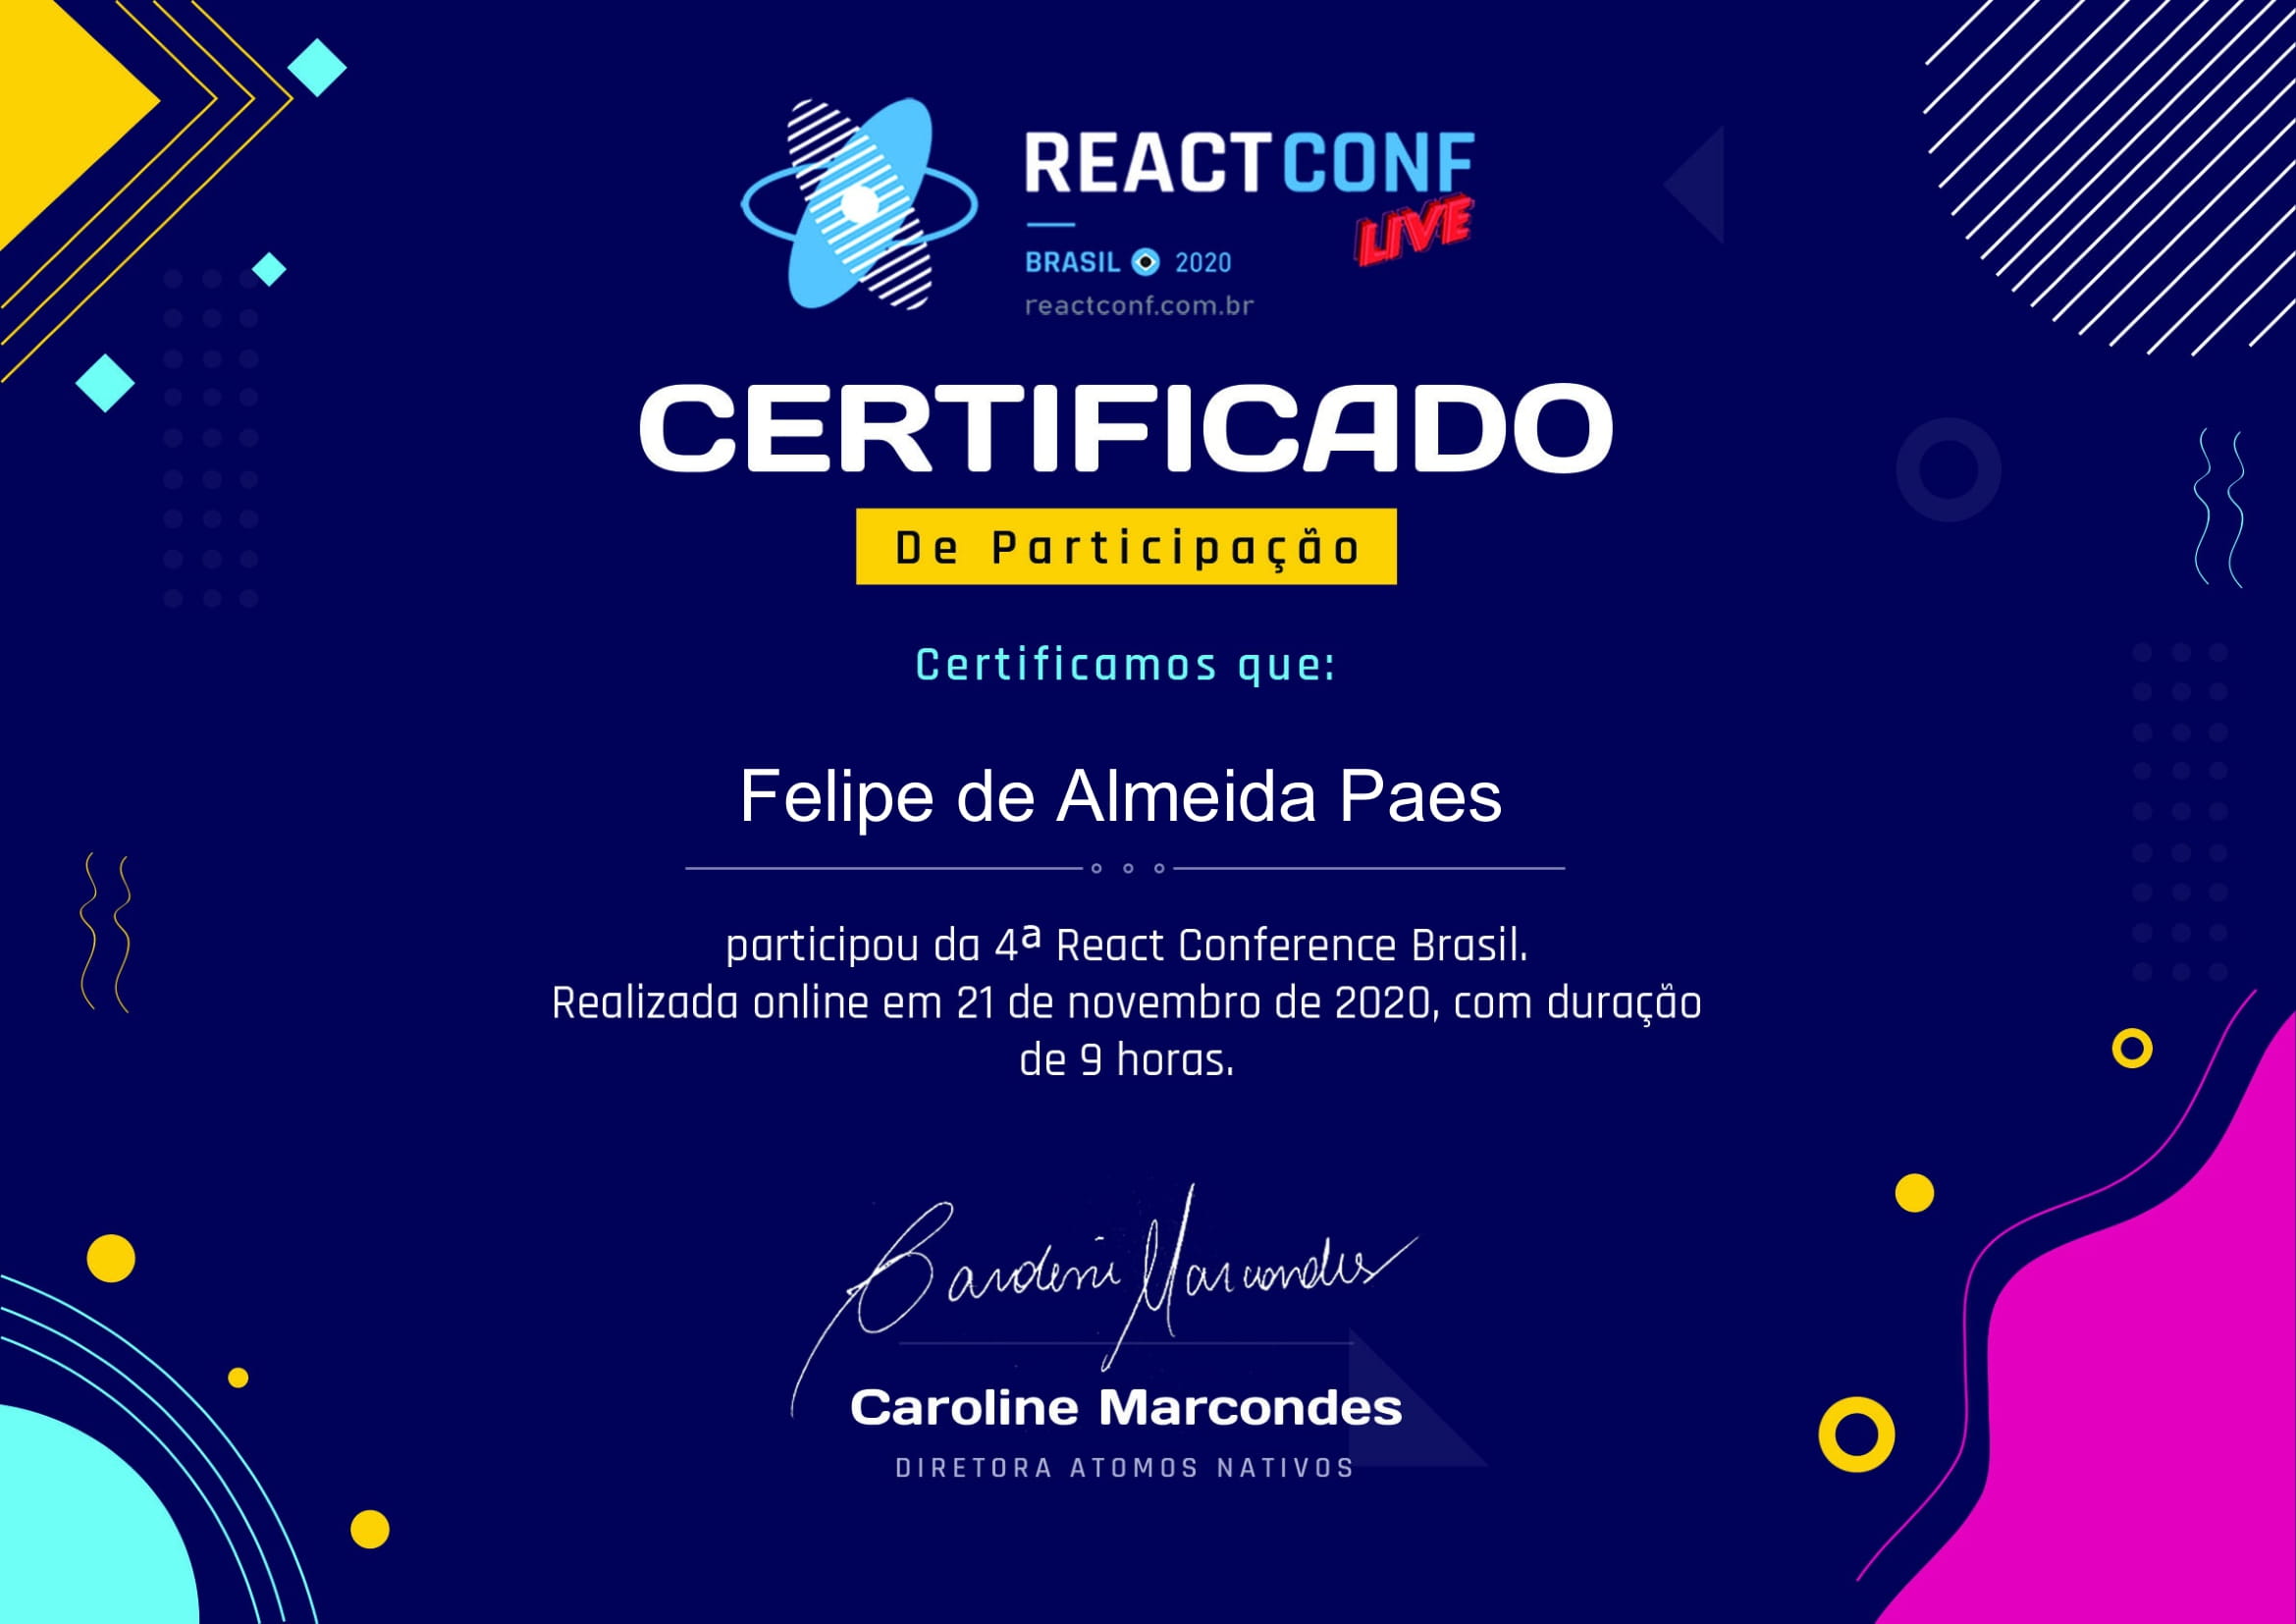 REACTCONF
LIVE
BRASIL 2020
reactconf.com.br
CERTIFICADO
De Participação
Certificamos que:
Felipe de Almeida Paes
participou da 4ª React Conference Brasil.
Realizada online em 21 de novembro de 2020, com duração
de 9 horas.
Caroline Marcondes
DIRETORA ATOMOS NATIVOS